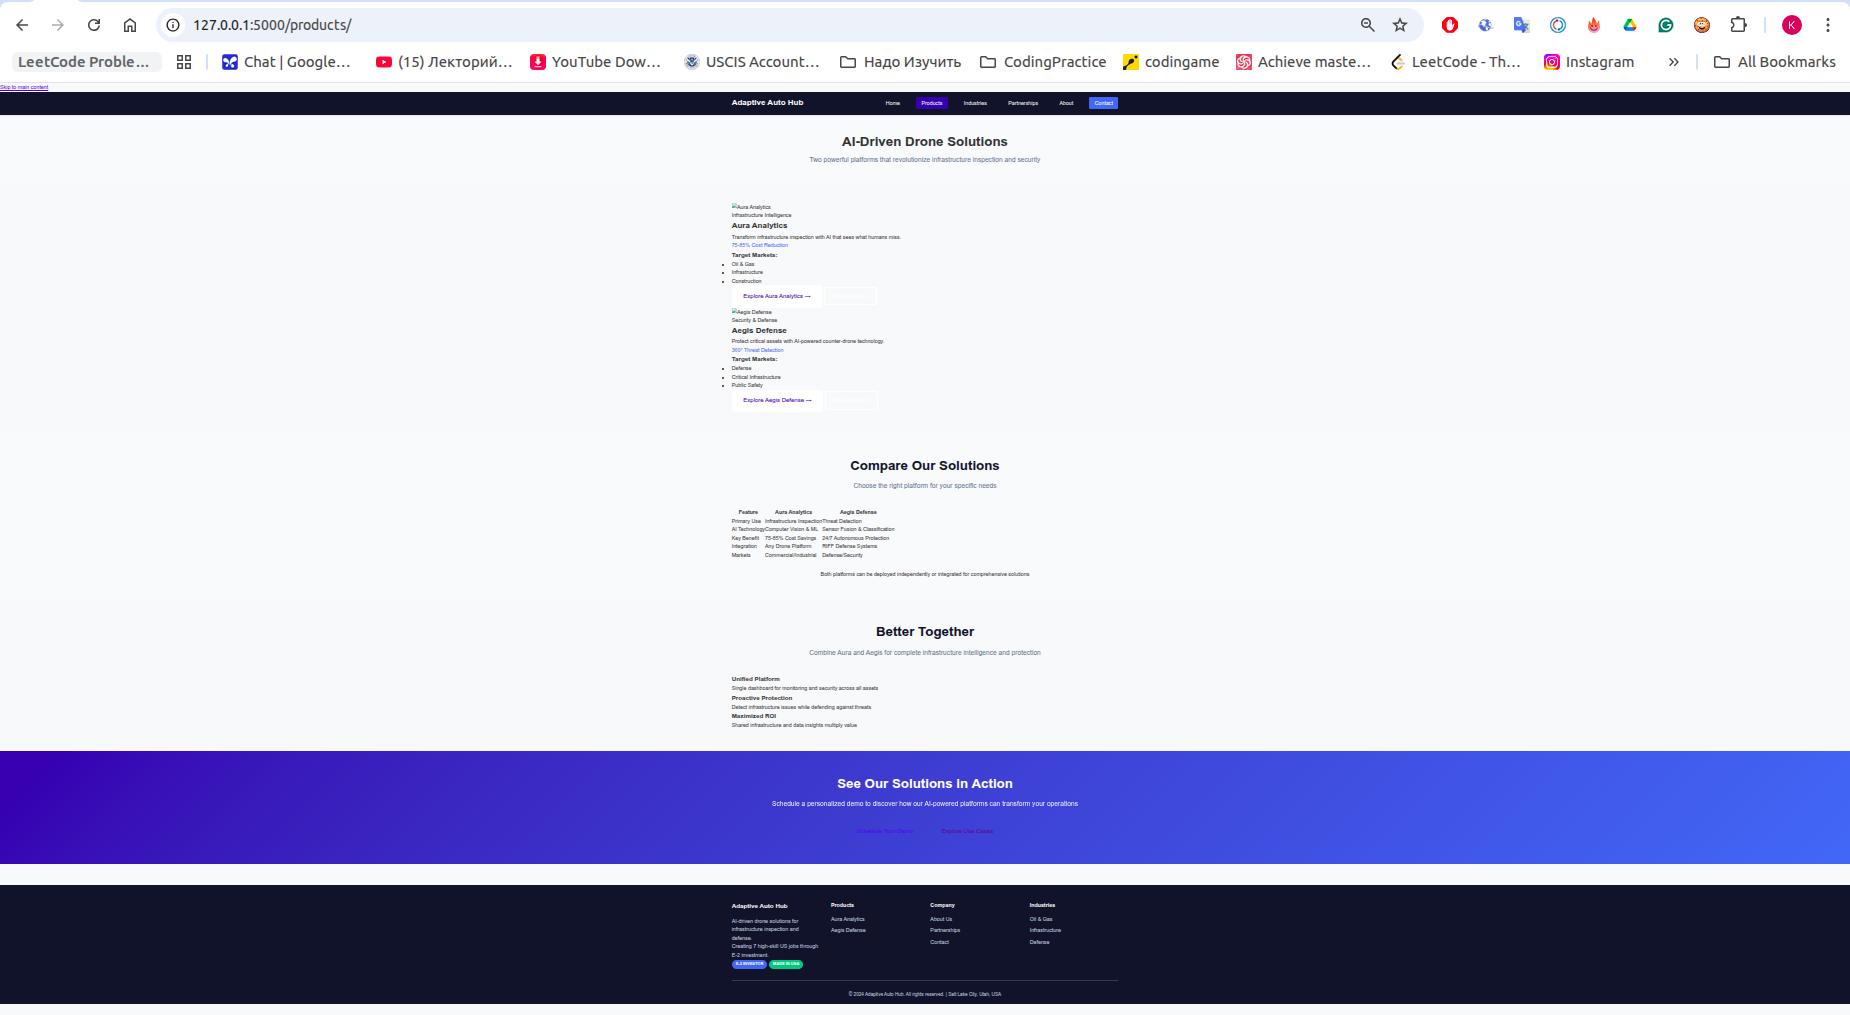 127.0.0.1:5000/products/
K
LeetCode Proble...
Chat | Google...
(15) Лекторий...
YouTube Dow...
USCIS Account...
Надо Изучить
CodingPractice
codingame
Achieve maste...
LeetCode - Th...
Instagram
All Bookmarks
Skip to main content
Adaptive Auto Hub
Home
Products
Industries
Partnerships
About
Contact
AI-Driven Drone Solutions
Two powerful platforms that revolutionize infrastructure inspection and security
Aura Analytics
Infrastructure Intelligence
Aura Analytics
Transform infrastructure inspection with AI that sees what humans miss.
75-85% Cost Reduction
Target Markets:
Oil & Gas
Infrastructure
Construction
Explore Aura Analytics →
Aegis Defense
Security & Defense
Aegis Defense
Protect critical assets with AI-powered counter-drone technology.
360° Threat Detection
Target Markets:
Defense
Critical Infrastructure
Public Safety
Explore Aegis Defense →
Compare Our Solutions
Choose the right platform for your specific needs
Feature Aura Analytics Aegis Defense
Primary Use Infrastructure Inspection Threat Detection
AI Technology Computer Vision & ML Sensor Fusion & Classification
Key Benefit 75-85% Cost Savings 24/7 Autonomous Protection
Integration Any Drone Platform RIFF Defense Systems
Markets Commercial/Industrial Defense/Security
Both platforms can be deployed independently or integrated for comprehensive solutions
Better Together
Combine Aura and Aegis for complete infrastructure intelligence and protection
Unified Platform
Single dashboard for monitoring and security across all assets
Proactive Protection
Detect infrastructure issues while defending against threats
Maximized ROI
Shared infrastructure and data insights multiply value
See Our Solutions in Action
Schedule a personalized demo to discover how our AI-powered platforms can transform your operations
Schedule Your Demo
Explore Use Cases
Adaptive Auto Hub
AI-driven drone solutions for
infrastructure inspection and
defense.
Creating 7 high-skill US jobs through
E-2 investment.
E-2 INVESTOR
MADE IN USA
Products
Aura Analytics
Aegis Defense
Company
About Us
Partnerships
Contact
Industries
Oil & Gas
Infrastructure
Defense
© 2024 Adaptive Auto Hub. All rights reserved. | Salt Lake City, Utah, USA